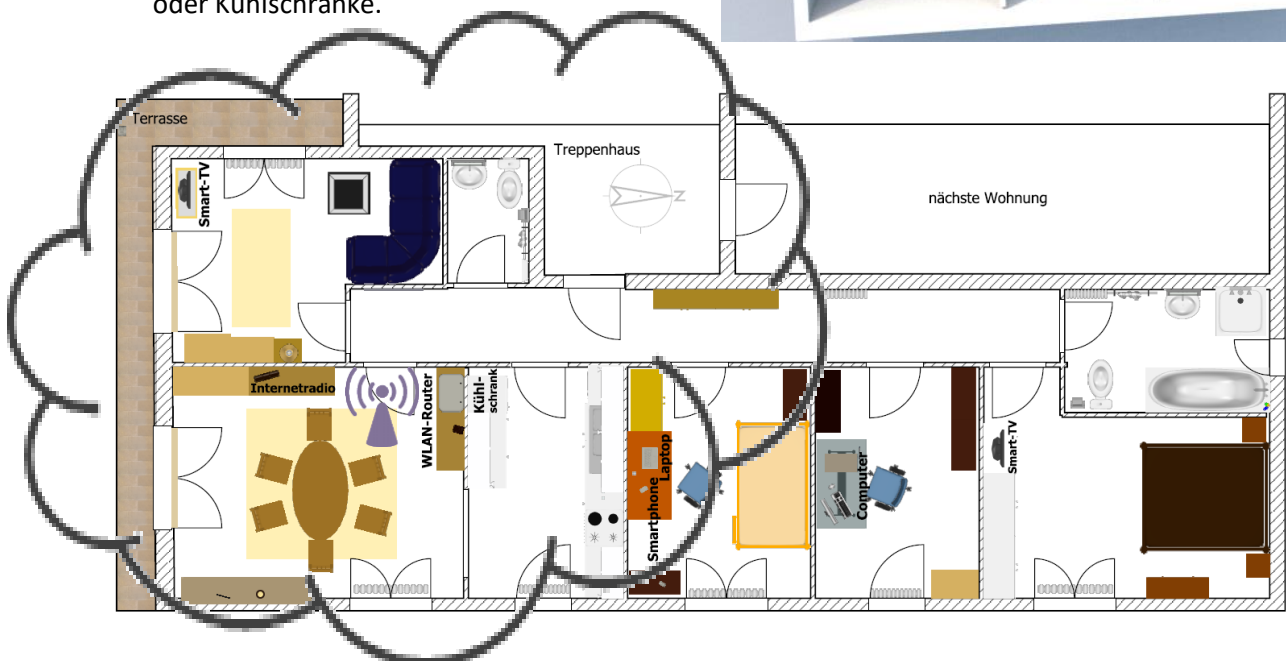 oder Kühlschränke.
Terrasse
Treppenhaus
nächste Wohnung
Smart-TV
Internetradio
WLAN-Router
Kühl-
schrank
Laptop
Smartphone
Computer
Smart-TV
N